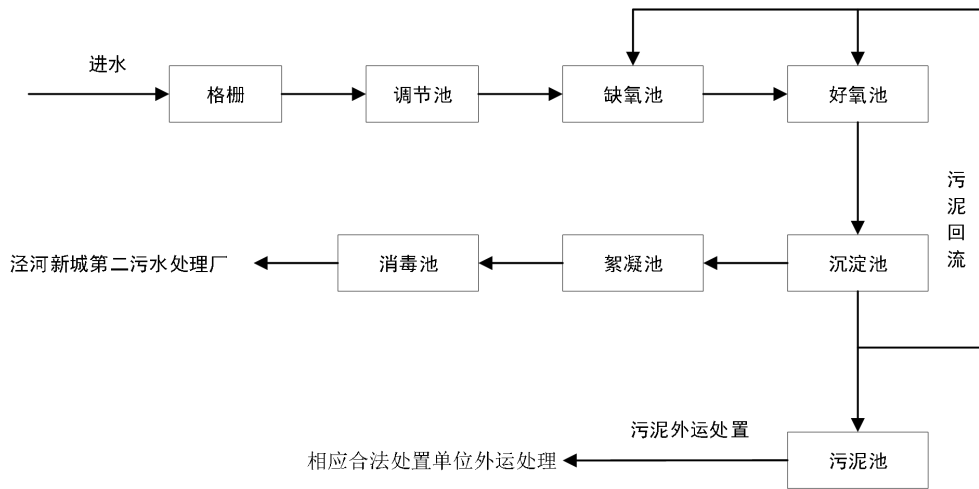 进水
格栅
调节池
缺氧池
好氧池
污泥回流
泾河新城第二污水处理厂
消毒池
絮凝池
沉淀池
污泥外运处置
相应合法处置单位外运处理
污泥池